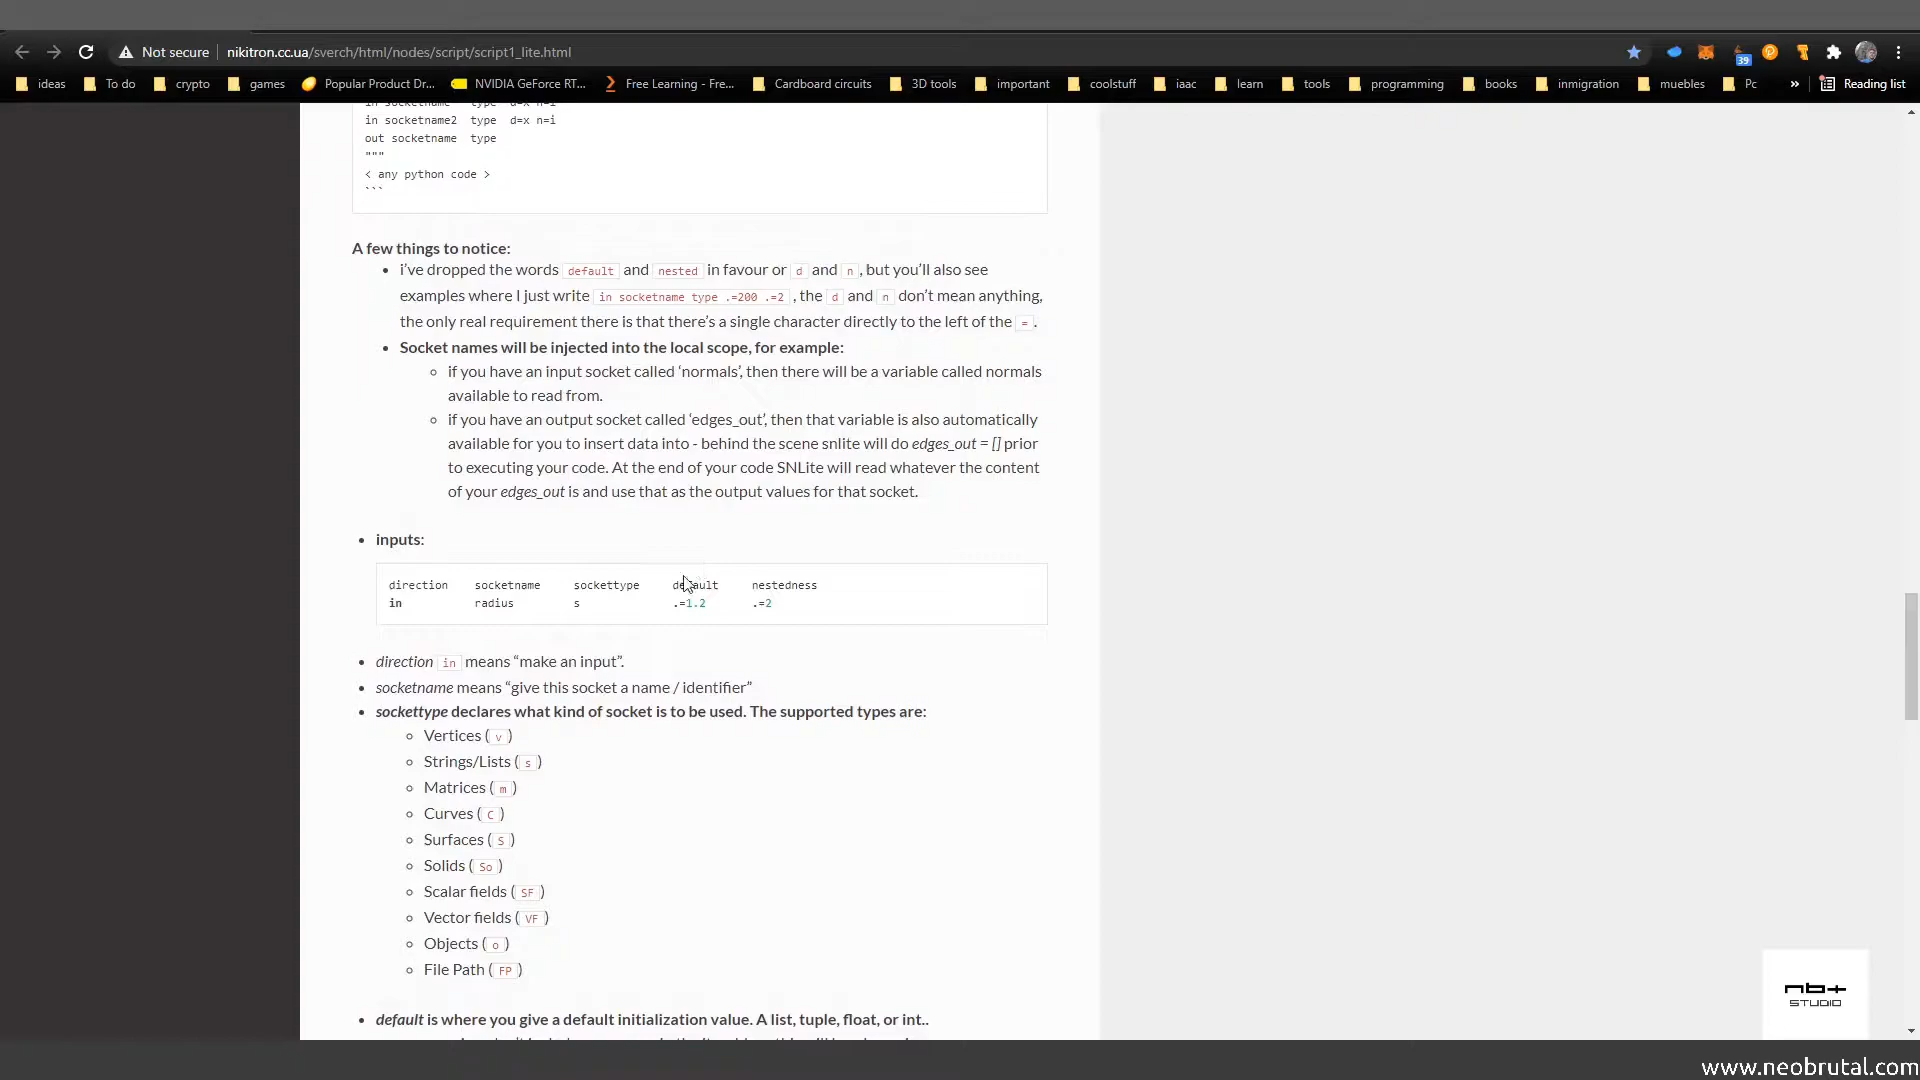 Not secure nikitron.cc.ua/sverch/html/nodes/script/script1_lite.html 39
ideas To do crypto games Popular Product Dr... NVIDIA GeForce RT... Free Learning - Fre... Cardboard circuits 3D tools important coolstuff iaac learn tools programming books inmigration muebles Pc » Reading list
in socketname type d=x n=i
in socketname2 type d=x n=i
out socketname type
"""
< any python code >
```
A few things to notice:
i've dropped the words default and nested in favour or d and n, but you'll also see
examples where I just write in socketname type .=200 .=2 , the d and n don't mean anything,
the only real requirement there is that there's a single character directly to the left of the =.
Socket names will be injected into the local scope, for example:
if you have an input socket called ‘normals’, then there will be a variable called normals
available to read from.
if you have an output socket called ‘edges_out’, then that variable is also automatically
available for you to insert data into - behind the scene snlite will do edges_out = [] prior
to executing your code. At the end of your code SNLite will read whatever the content
of your edges_out is and use that as the output values for that socket.
inputs:
direction socketname sockettype default nestedness
in radius s .=1.2 .=2
direction in means “make an input”.
socketname means “give this socket a name / identifier”
sockettype declares what kind of socket is to be used. The supported types are:
Vertices ( v )
Strings/Lists ( s )
Matrices ( m )
Curves ( C )
Surfaces ( S )
Solids ( So )
Scalar fields ( SF )
Vector fields ( VF )
Objects ( o )
File Path ( FP )
default is where you give a default initialization value. A list, tuple, float, or int..
nb+
STUDIO
www.neobrutal.com